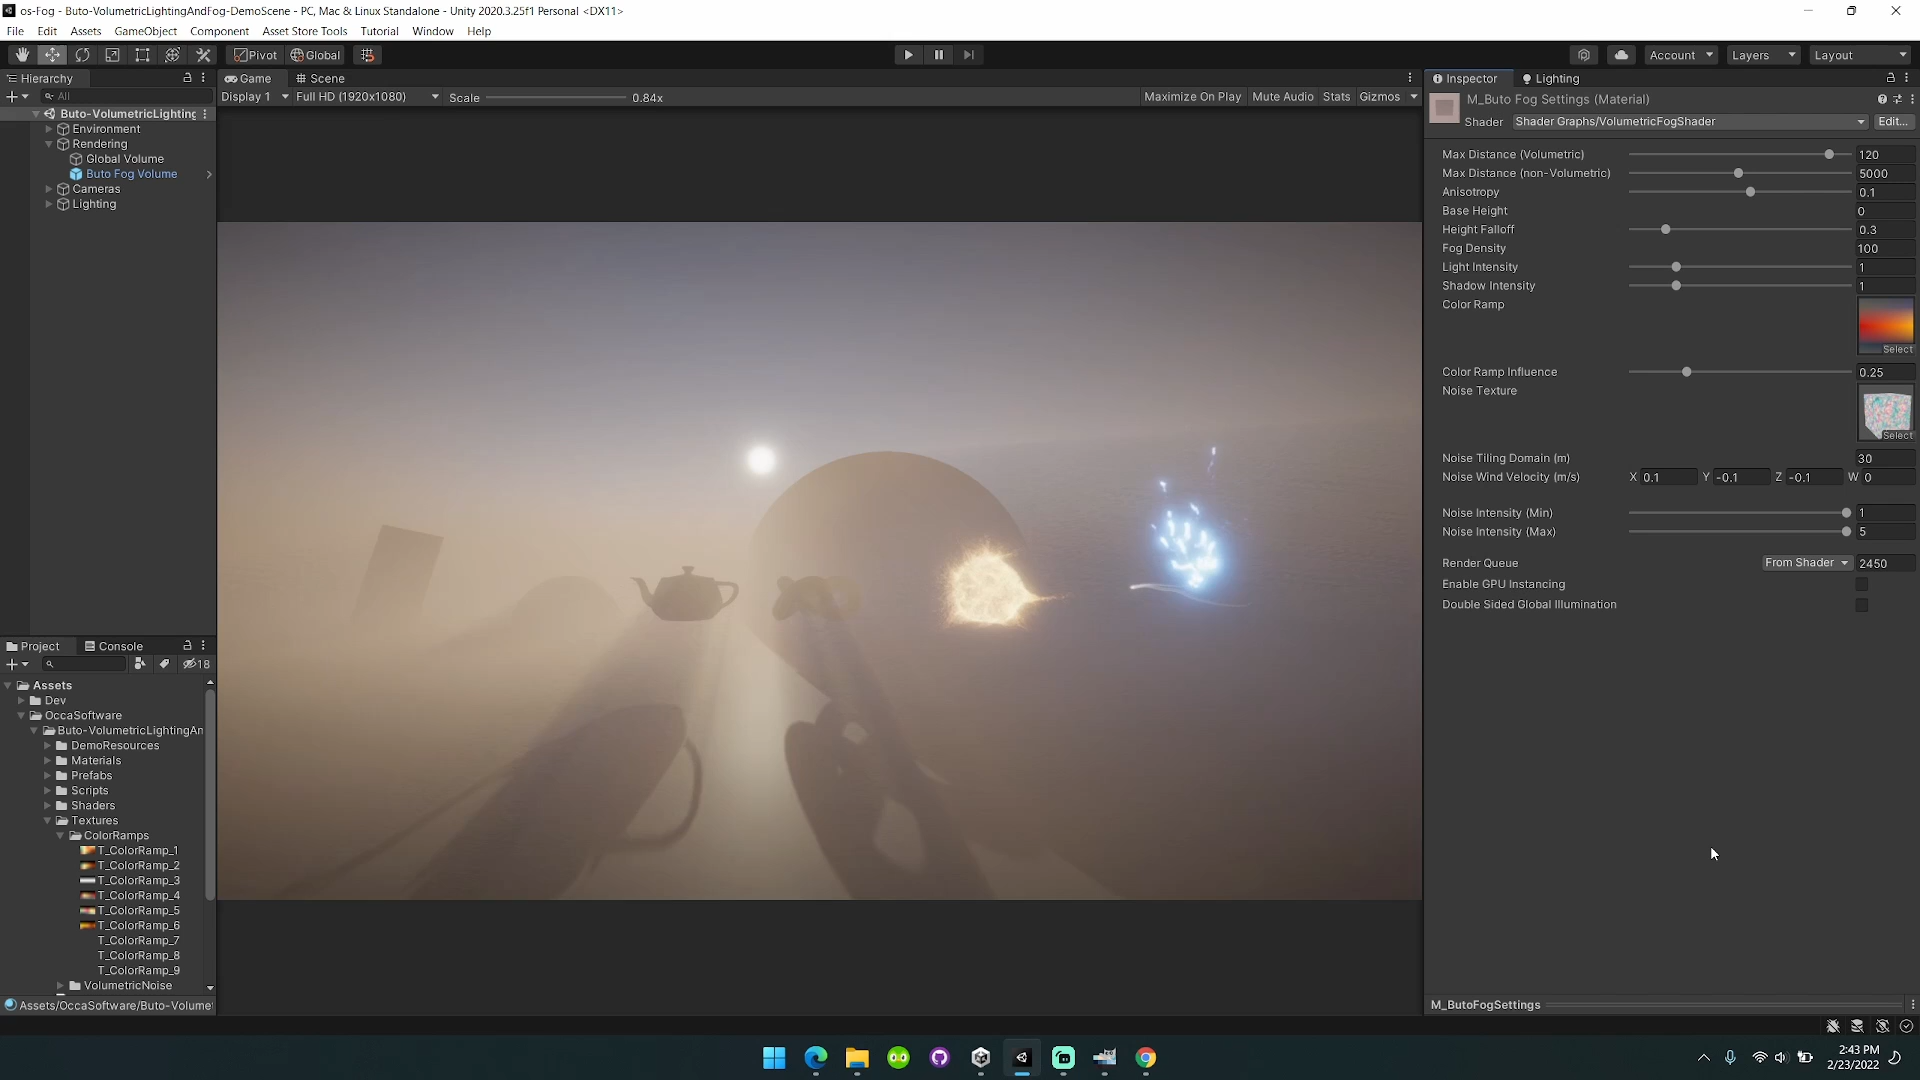 os-Fog - Buto-VolumetricLightingAndFog-DemoScene - PC, Mac & Linux Standalone - Unity 2020.3.25f1 Personal <DX11>
File Edit Assets GameObject Component Asset Store Tools Tutorial Window Help
Pivot Global Account Layers Layout
Hierarchy
All
Buto-VolumetricLighting
Environment
Rendering
Global Volume
Buto Fog Volume
Cameras
Lighting
Game Scene
Display 1 Full HD (1920x1080) Scale 0.84x Maximize On Play Mute Audio Stats Gizmos
Inspector Lighting
M_Buto Fog Settings (Material)
Shader Shader Graphs/VolumetricFogShader Edit...
Max Distance (Volumetric) 120
Max Distance (non-Volumetric) 5000
Anisotropy 0.1
Base Height 0
Height Falloff 0.3
Fog Density 100
Light Intensity 1
Shadow Intensity 1
Color Ramp
Select
Color Ramp Influence 0.25
Noise Texture
Select
Noise Tiling Domain (m) 30
Noise Wind Velocity (m/s) X 0.1 Y -0.1 Z -0.1 W 0
Noise Intensity (Min) 1
Noise Intensity (Max) 5
Render Queue From Shader 2450
Enable GPU Instancing
Double Sided Global Illumination
Project Console
18
Assets
Dev
OccaSoftware
Buto-VolumetricLightingAn
DemoResources
Materials
Prefabs
Scripts
Shaders
Textures
ColorRamps
T_ColorRamp_1
T_ColorRamp_2
T_ColorRamp_3
T_ColorRamp_4
T_ColorRamp_5
T_ColorRamp_6
T_ColorRamp_7
T_ColorRamp_8
T_ColorRamp_9
VolumetricNoise
Assets/OccaSoftware/Buto-Volume
M_ButoFogSettings
2:43 PM
2/23/2022